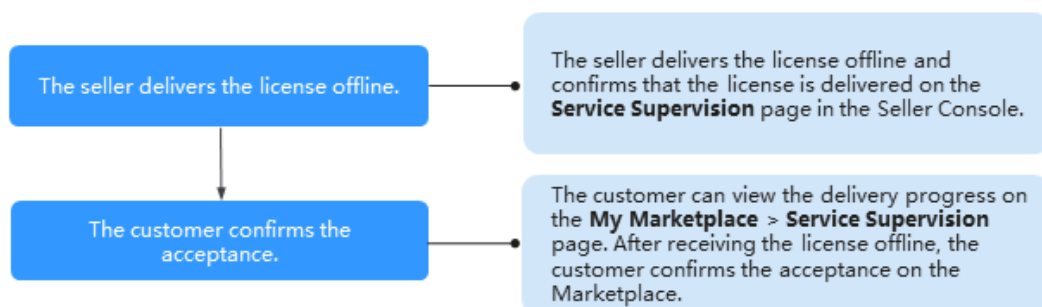 The seller delivers the license offline.
The seller delivers the license offline and
confirms that the license is delivered on the
Service Supervision page in the Seller Console.
The customer confirms the
acceptance.
The customer can view the delivery progress on
the My Marketplace > Service Supervision
page. After receiving the license offline, the
customer confirms the acceptance on the
Marketplace.